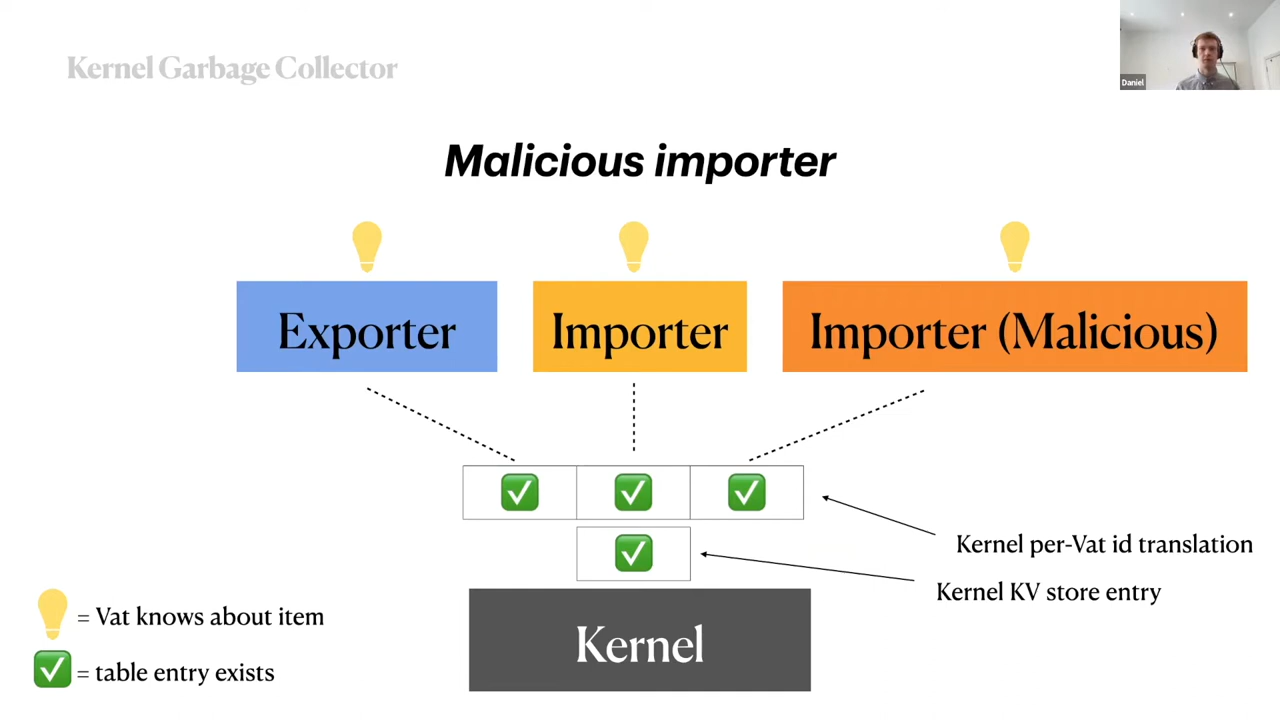 Kernel Garbage Collector
Daniel
Malicious importer
Exporter
Importer
Importer (Malicious)
Kernel per-Vat id translation
Kernel KV store entry
= Vat knows about item
Kernel
= table entry exists